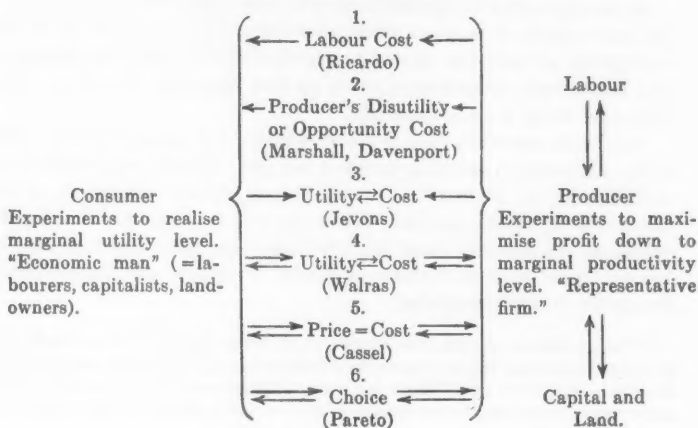 1.
Labour Cost
(Ricardo)
2.
Producer's Disutility
or Opportunity Cost
(Marshall, Davenport)
3.
Utility⇄Cost
(Jevons)
4.
Utility⇄Cost
(Walras)
5.
Price=Cost
(Cassel)
6.
Choice
(Pareto)
Consumer
Experiments to realise
marginal utility level.
"Economic man" (=la-
bourers, capitalists, land-
owners).
Labour
Producer
Experiments to maxi-
mise profit down to
marginal productivity
level. "Representative
firm."
Capital and
Land.